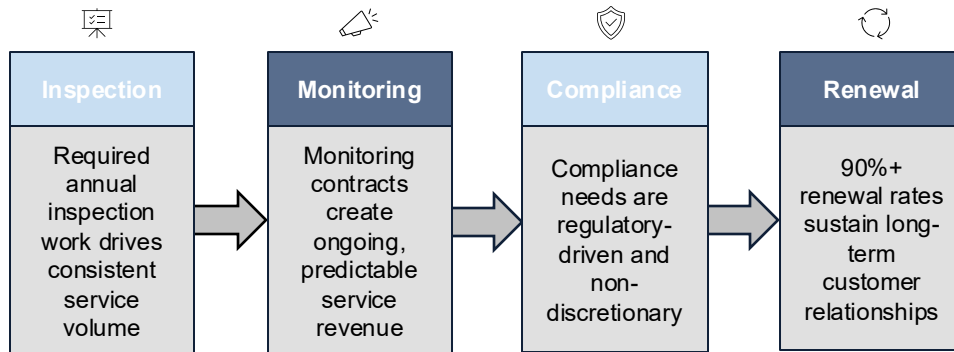 Inspection
Required
annual
inspection
work drives
consistent
service
volume
Monitoring
Monitoring
contracts
create
ongoing,
predictable
service
revenue
Compliance
Compliance
needs are
regulatory-
driven and
non-
discretionary
Renewal
90%+
renewal rates
sustain long-
term
customer
relationships